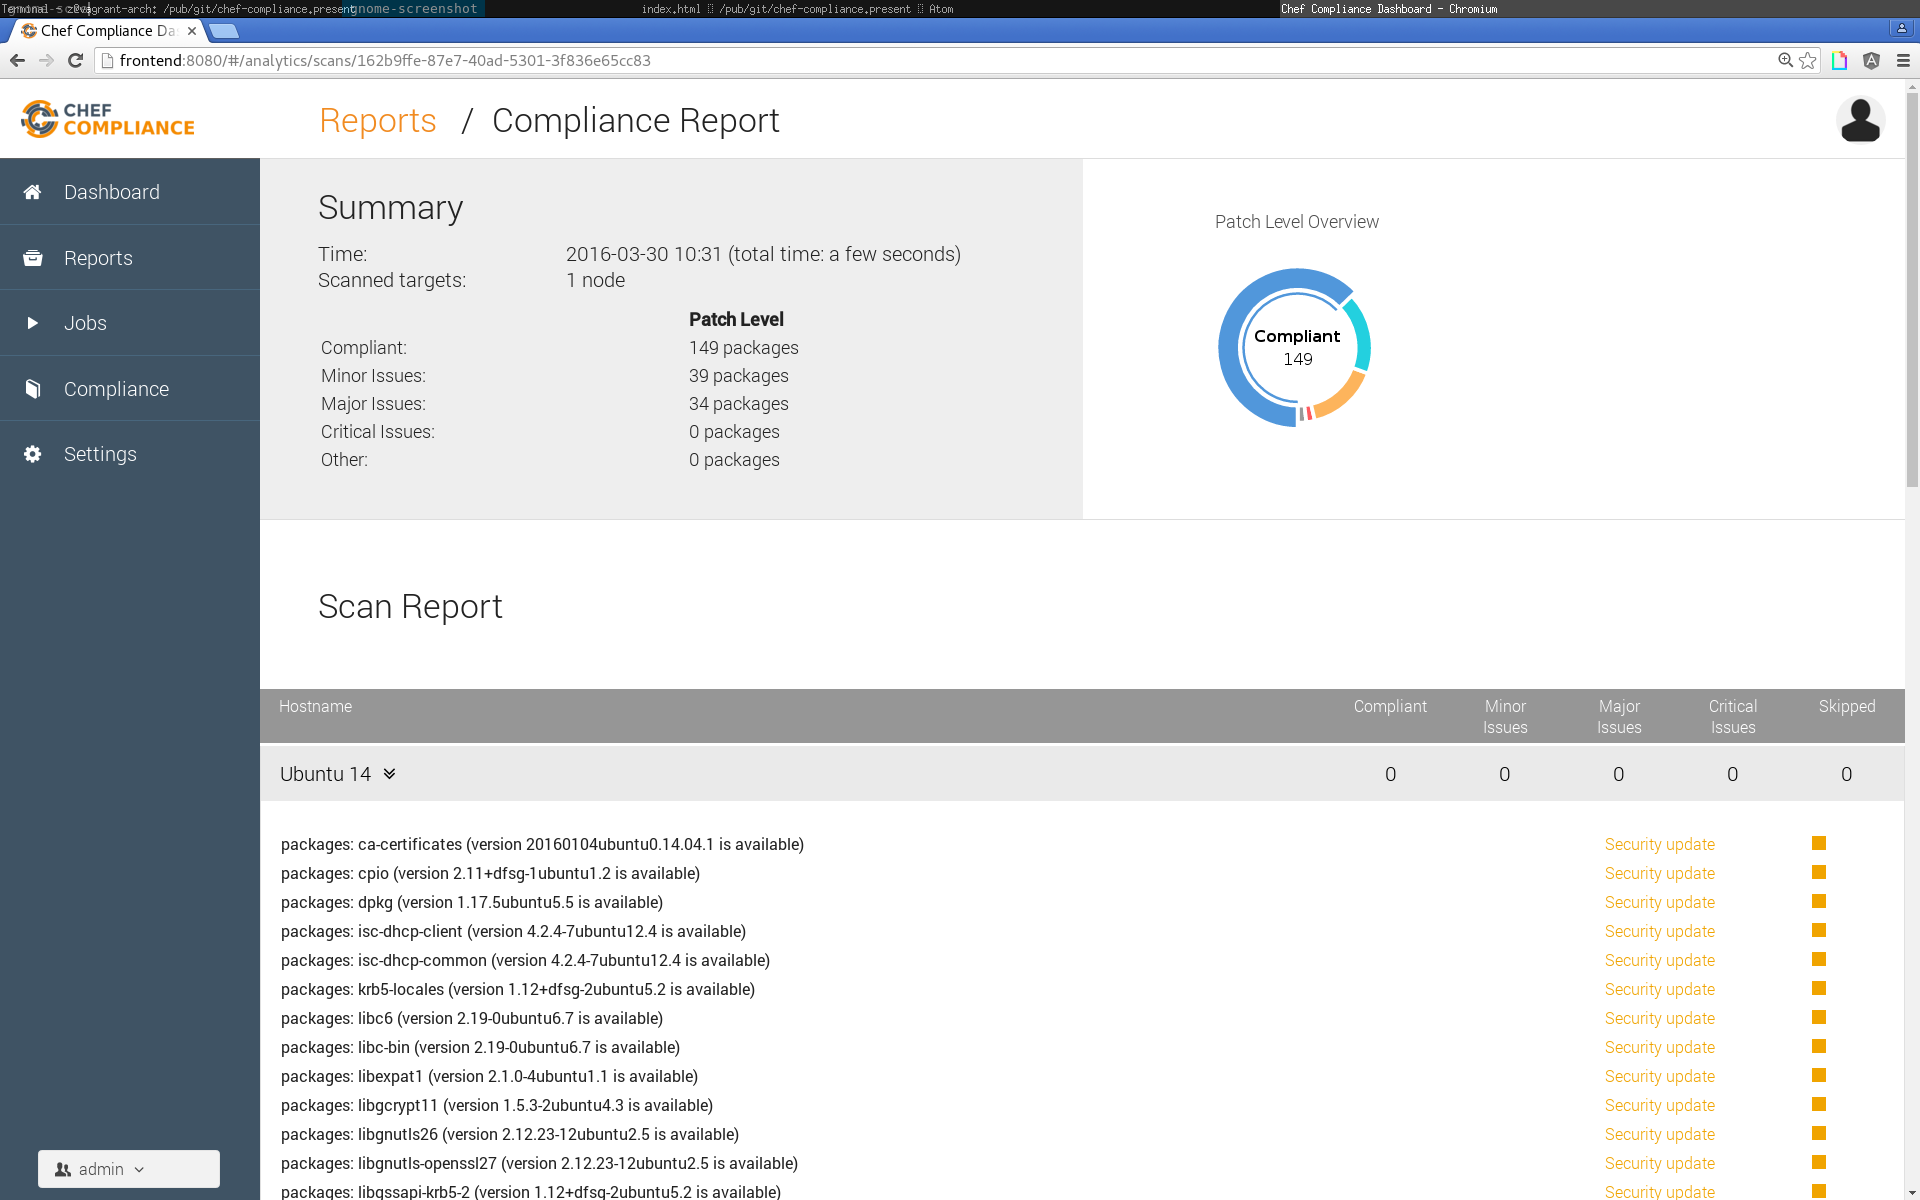 zOvagrant-arch: /pub/git/chef-compliance.present
gnome-screenshot
index.html
/pub/git/chef-compliance.present
Atom
Chef Compliance Dashboard - Chromium
Chef Compliance Da
frontend:8080/#/analytics/scans/162b9ffe-87e7-40ad-5301-3f836e65cc83
CHEF
COMPLIANCE
Reports / Compliance Report
Dashboard
Reports
Jobs
Compliance
Settings
admin
Summary
Time: 2016-03-30 10:31 (total time: a few seconds)
Scanned targets: 1 node
Patch Level
Compliant: 149 packages
Minor Issues: 39 packages
Major Issues: 34 packages
Critical Issues: 0 packages
Other: 0 packages
Patch Level Overview
Compliant
149
Scan Report
Hostname Compliant Minor Issues Major Issues Critical Issues Skipped
Ubuntu 14 0 0 0 0 0
packages: ca-certificates (version 20160104ubuntu0.14.04.1 is available) Security update
packages: cpio (version 2.11+dfsg-1ubuntu1.2 is available) Security update
packages: dpkg (version 1.17.5ubuntu5.5 is available) Security update
packages: isc-dhcp-client (version 4.2.4-7ubuntu12.4 is available) Security update
packages: isc-dhcp-common (version 4.2.4-7ubuntu12.4 is available) Security update
packages: krb5-locales (version 1.12+dfsg-2ubuntu5.2 is available) Security update
packages: libc6 (version 2.19-0ubuntu6.7 is available) Security update
packages: libc-bin (version 2.19-0ubuntu6.7 is available) Security update
packages: libexpat1 (version 2.1.0-4ubuntu1.1 is available) Security update
packages: libgcrypt11 (version 1.5.3-2ubuntu4.3 is available) Security update
packages: libgnutls26 (version 2.12.23-12ubuntu2.5 is available) Security update
packages: libgnutls-openssl27 (version 2.12.23-12ubuntu2.5 is available) Security update
packages: libgssapi-krb5-2 (version 1.12+dfsg-2ubuntu5.2 is available) Security update